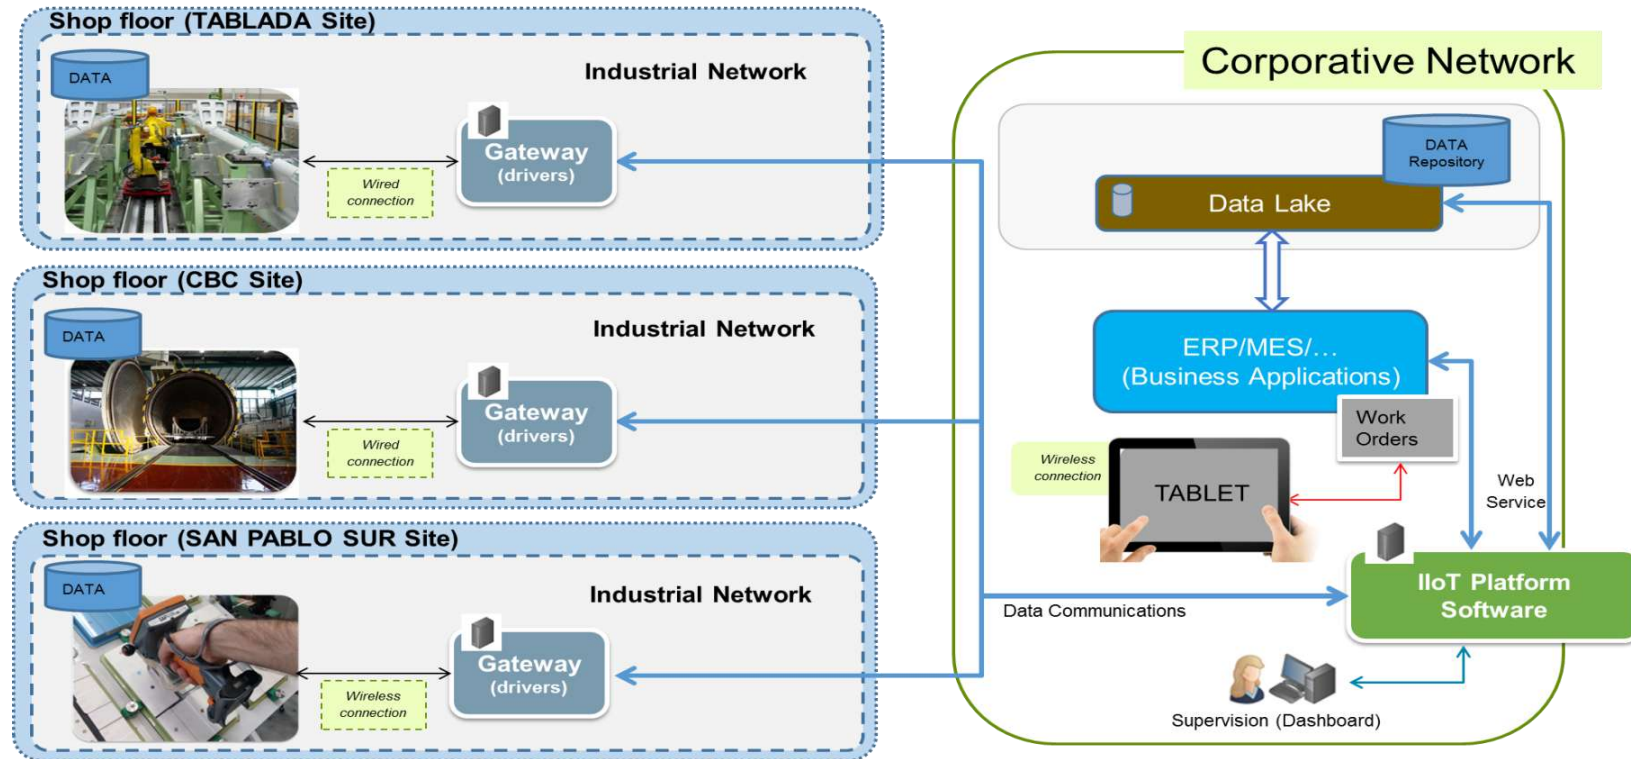 Shop floor (TABLADA Site)
DATA
Industrial Network
Gateway
(drivers)
Wired
connection
Shop floor (CBC Site)
DATA
Industrial Network
Gateway
(drivers)
Wired
connection
Shop floor (SAN PABLO SUR Site)
DATA
Industrial Network
Gateway
(drivers)
Wireless
connection
Corporative Network
DATA
Repository
Data Lake
ERP/MES/...
(Business Applications)
Work
Orders
Wireless
connection
TABLET
Web
Service
IIoT Platform
Software
Data Communications
Supervision (Dashboard)